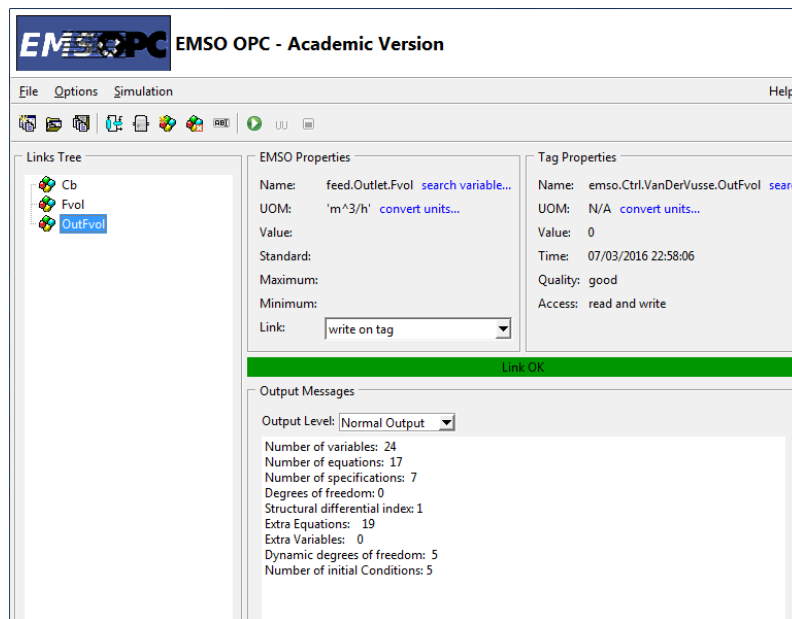 EMSO OPC
EMSO OPC - Academic Version
File Options Simulation Help
ABI
Links Tree
Cb
Fvol
OutFvol
EMSO Properties
Name: feed.Outlet.Fvol search variable...
UOM: 'm^3/h' convert units...
Value:
Standard:
Maximum:
Minimum:
Link: write on tag
Tag Properties
Name: emso.Ctrl.VanDerVusse.OutFvol sear
UOM: N/A convert units...
Value: 0
Time: 07/03/2016 22:58:06
Quality: good
Access: read and write
Link OK
Output Messages
Output Level: Normal Output
Number of variables: 24
Number of equations: 17
Number of specifications: 7
Degrees of freedom: 0
Structural differential index: 1
Extra Equations: 19
Extra Variables: 0
Dynamic degrees of freedom: 5
Number of initial Conditions: 5